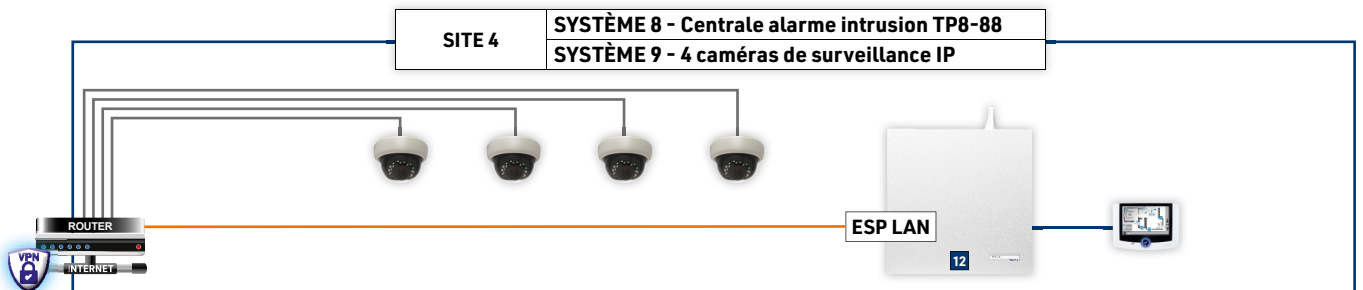 SITE 4
SYSTÈME 8 - Centrale alarme intrusion TP8-88
SYSTÈME 9 - 4 caméras de surveillance IP
ROUTER
ESP LAN
VPN
INTERNET
12